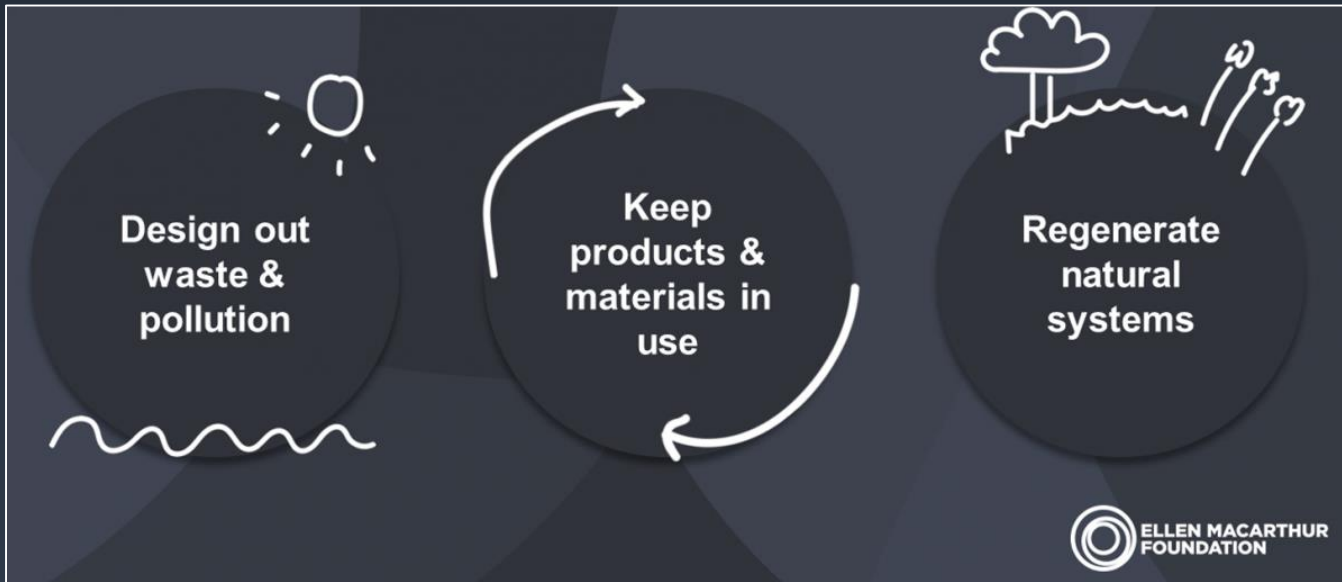 Design out
waste &
pollution
Keep
products &
materials in
use
Regenerate
natural
systems
ELLEN MACARTHUR
FOUNDATION